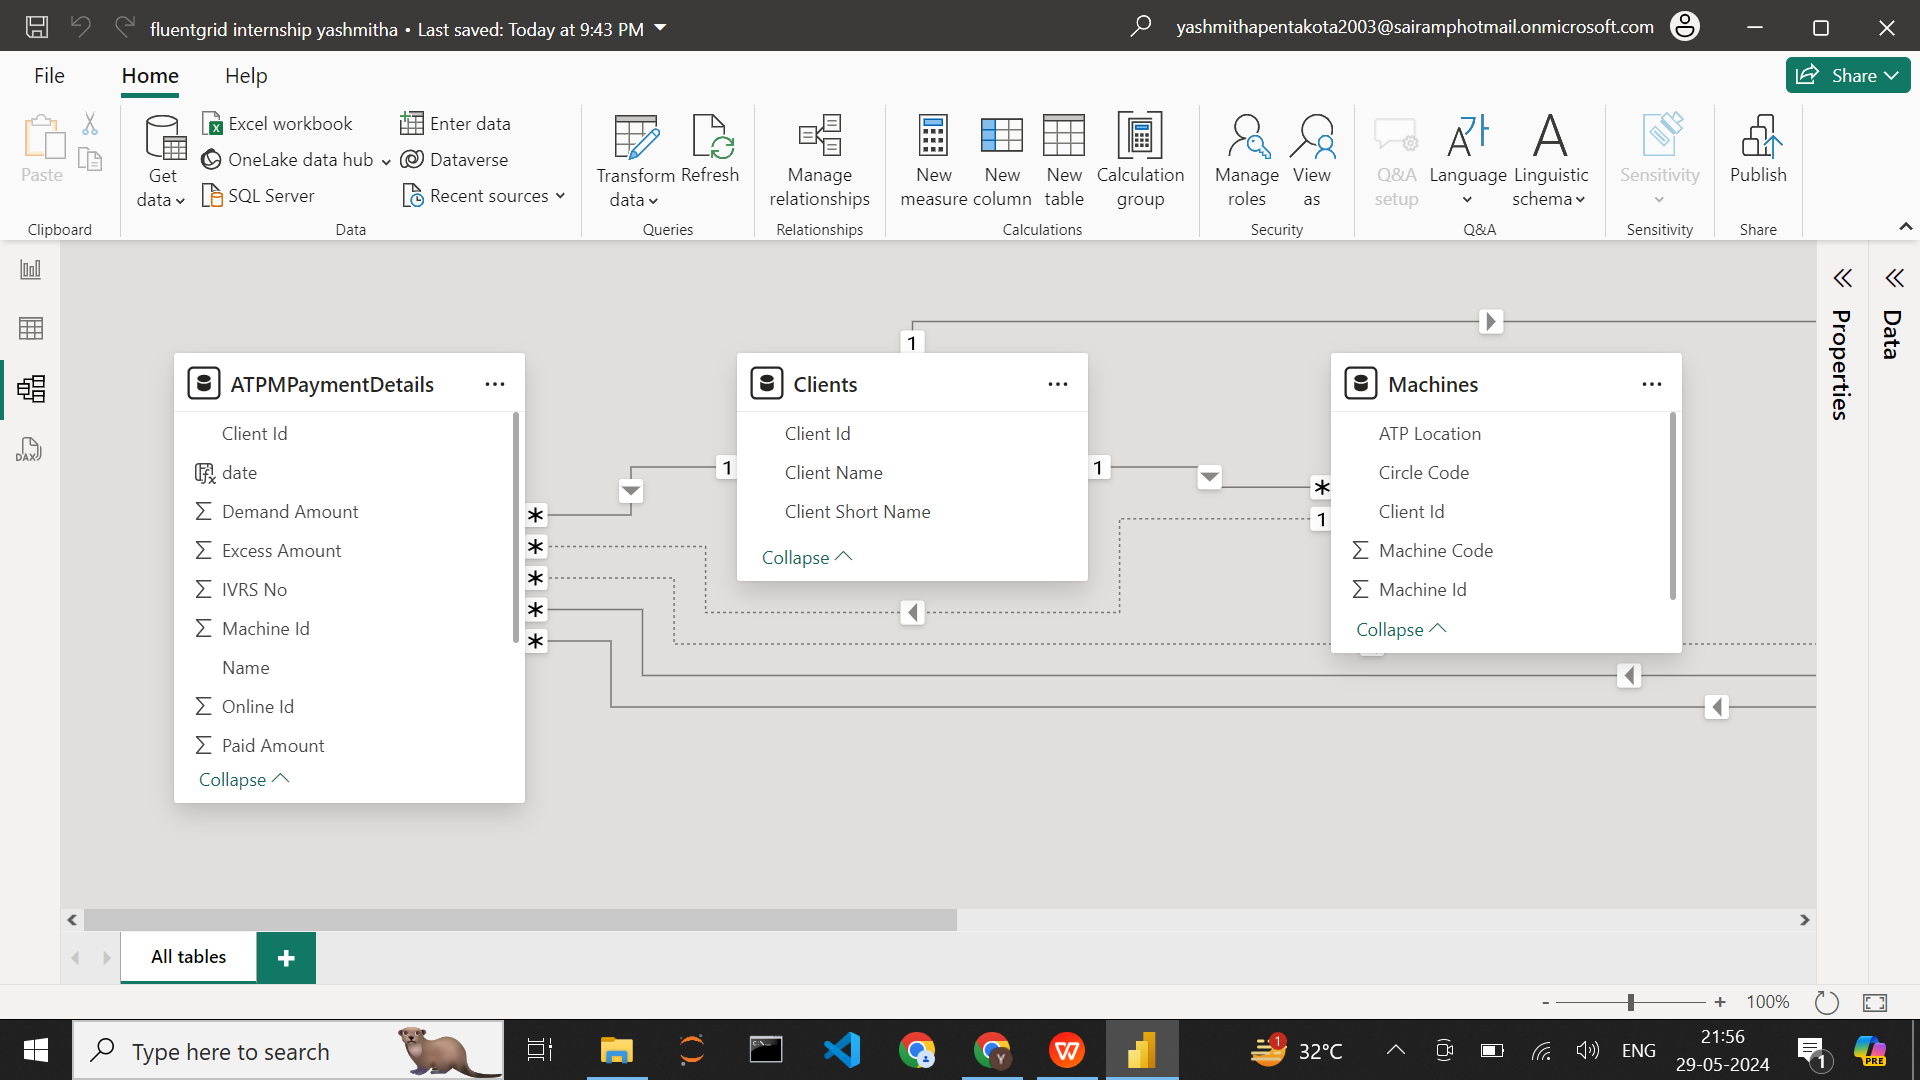 fluentgrid internship yashmitha • Last saved: Today at 9:43 PM
yashmithapentakota2003@sairamphotmail.onmicrosoft.com
File
Home
Help
Share
Paste
Clipboard
Get data
Excel workbook
OneLake data hub
SQL Server
Enter data
Dataverse
Recent sources
Data
Transform data
Refresh
Queries
Manage relationships
Relationships
New measure
New column
New table
Calculation group
Calculations
Manage roles
View as
Security
Q&A setup
Language
Linguistic schema
Q&A
Sensitivity
Sensitivity
Publish
Share
DAX
ATPMPaymentDetails
Client Id
date
Σ Demand Amount
Σ Excess Amount
Σ IVRS No
Σ Machine Id
Name
Σ Online Id
Σ Paid Amount
Collapse
*
*
*
*
*
1
1
Clients
Client Id
Client Name
Client Short Name
Collapse
1
*
1
Machines
ATP Location
Circle Code
Client Id
Σ Machine Code
Σ Machine Id
Collapse
Properties
Data
All tables
+
- + 100%
Type here to search
1
32°C
ENG
21:56
29-05-2024
1
PRE
Y
W